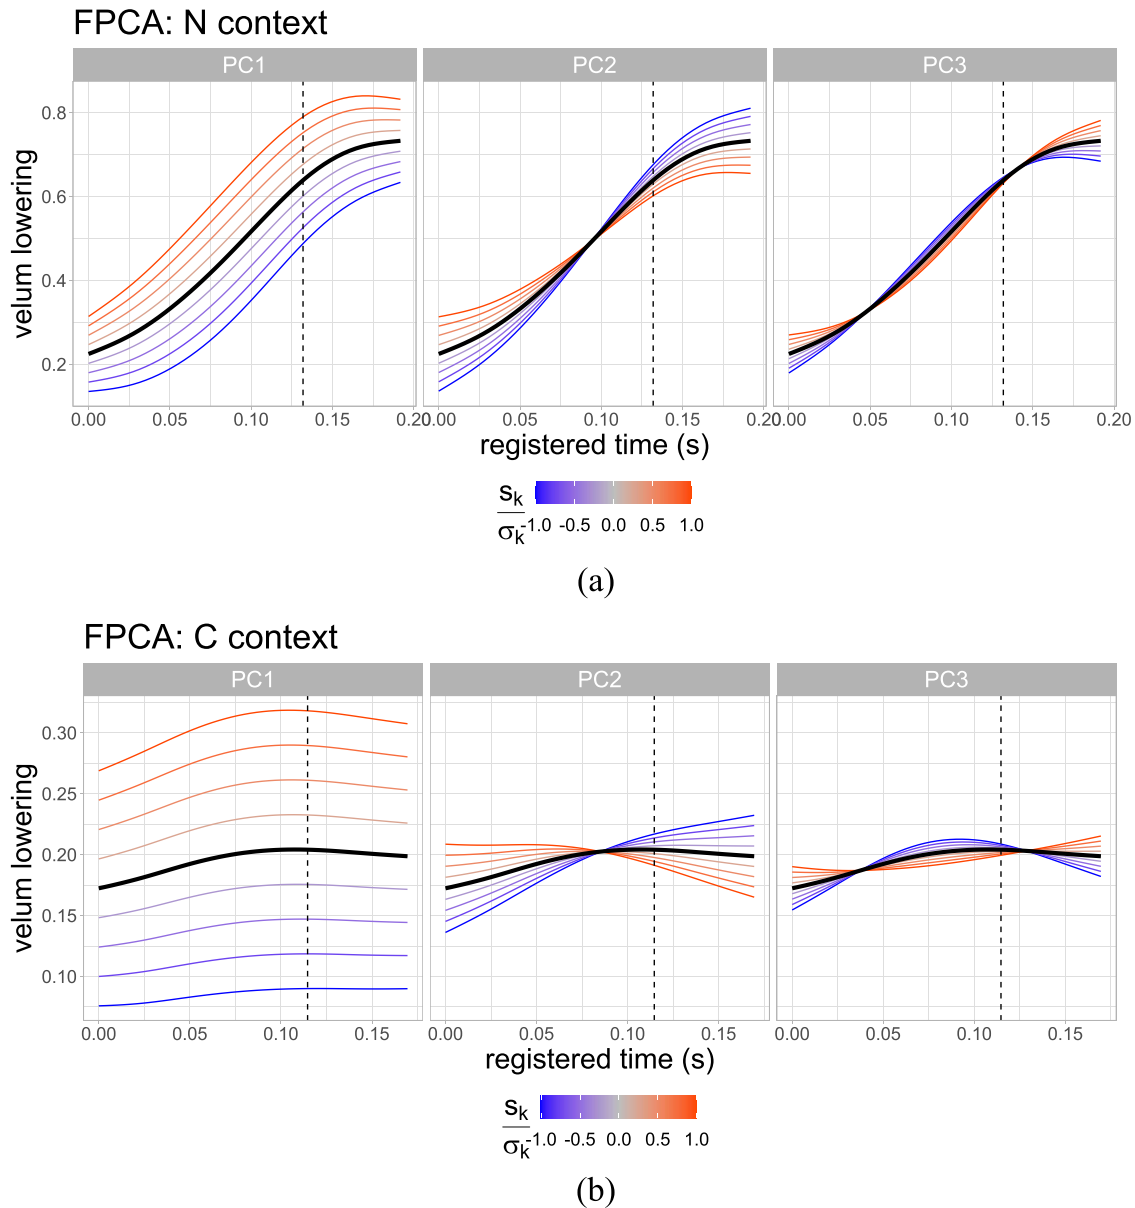 FPCA: N context
PC1 PC2 PC3
velum lowering
0.8
0.6
0.4
0.2
0.00 0.05 0.10 0.15 0.20 0.00 0.05 0.10 0.15 0.20 0.00 0.05 0.10 0.15 0.20
registered time (s)
sk
σk
-1.0 -0.5 0.0 0.5 1.0
(a)
FPCA: C context
PC1 PC2 PC3
velum lowering
0.30
0.25
0.20
0.15
0.10
0.00 0.05 0.10 0.15 0.00 0.05 0.10 0.15 0.00 0.05 0.10 0.15
registered time (s)
sk
σk
-1.0 -0.5 0.0 0.5 1.0
(b)